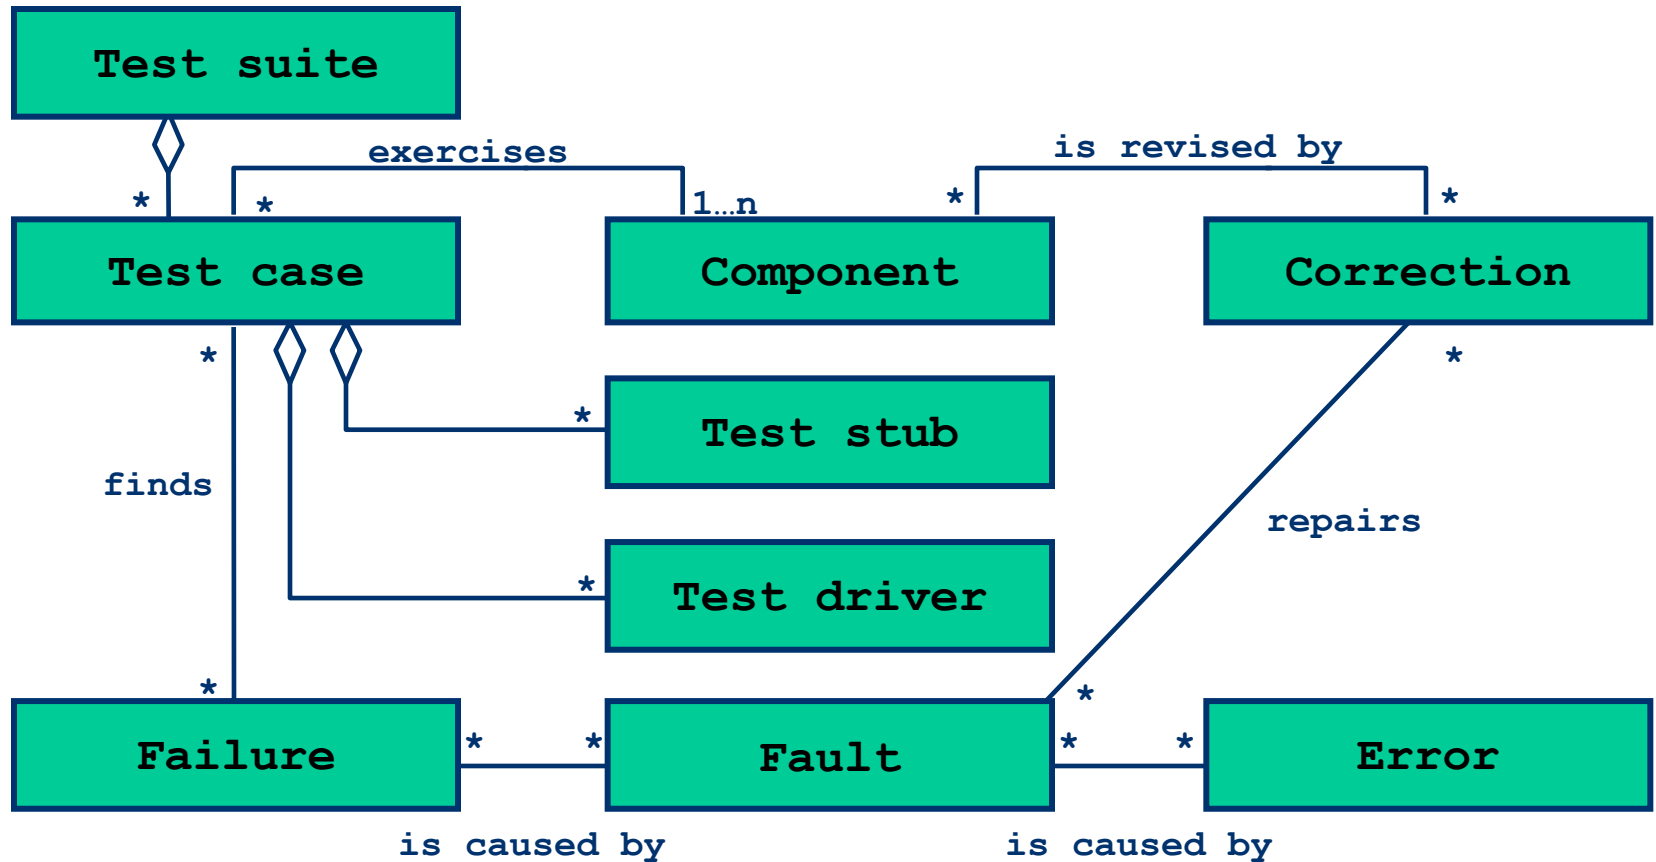 Test suite
exercises
is revised by
* * 1…n * *
Test case
Component
Correction
* *
*
Test stub
finds
repairs
*
Test driver
* *
* * * *
Failure
Fault
Error
is caused by
is caused by